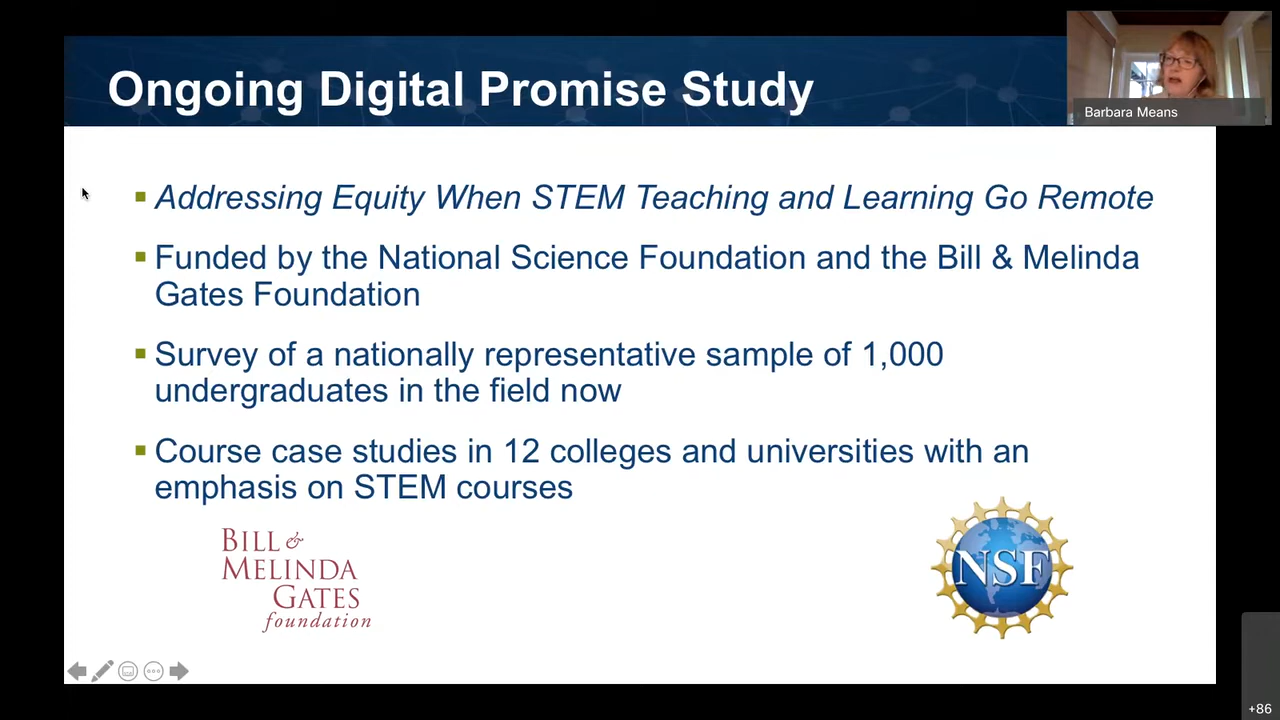 Ongoing Digital Promise Study
Barbara Means
▪ Addressing Equity When STEM Teaching and Learning Go Remote
▪ Funded by the National Science Foundation and the Bill & Melinda
Gates Foundation
▪ Survey of a nationally representative sample of 1,000
undergraduates in the field now
▪ Course case studies in 12 colleges and universities with an
emphasis on STEM courses
BILL &
MELINDA
GATES
foundation
NSF
+86